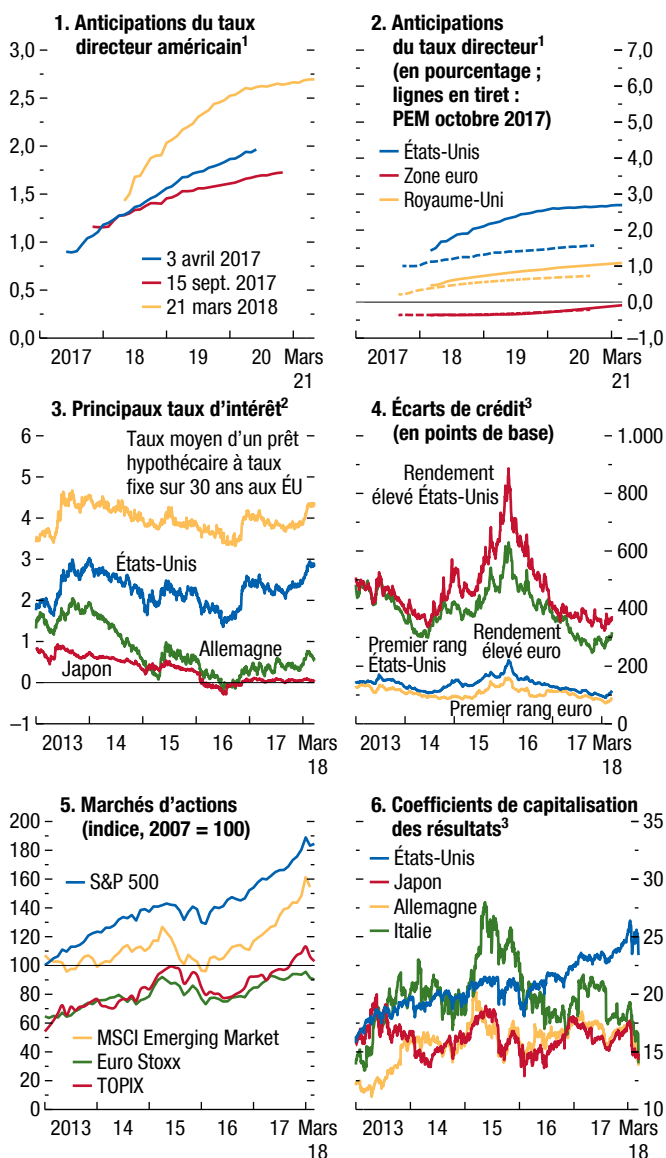 1. Anticipations du taux
directeur américain1
3,0
2,5
2,0
1,5
1,0
0,5
0,0
3 avril 2017
15 sept. 2017
21 mars 2018
2017
18
19
20
Mars
21
2. Anticipations
du taux directeur1
(en pourcentage ;
lignes en tiret :
PEM octobre 2017)
États-Unis
Zone euro
Royaume-Uni
7,0
6,0
5,0
4,0
3,0
2,0
1,0
0,0
–1,0
2017
18
19
20
Mars
21
3. Principaux taux d’intérêt2
6
5
4
3
2
1
0
–1
Taux moyen d’un prêt
hypothécaire à taux
fixe sur 30 ans aux ÉU
États-Unis
Allemagne
Japon
2013
14
15
16
17
Mars
18
4. Écarts de crédit3
(en points de base)
1.000
800
600
400
200
0
Rendement
élevé États-Unis
Rendement
élevé euro
Premier rang
États-Unis
Premier rang euro
2013
14
15
16
17
Mars
18
5. Marchés d’actions
(indice, 2007 = 100)
200
180
160
140
120
100
80
60
40
20
0
S&P 500
MSCI Emerging Market
Euro Stoxx
TOPIX
2013
14
15
16
17
Mars
18
6. Coefficients de capitalisation
des résultats3
35
30
25
20
15
10
États-Unis
Japon
Allemagne
Italie
2013
14
15
16
17
Mars
18